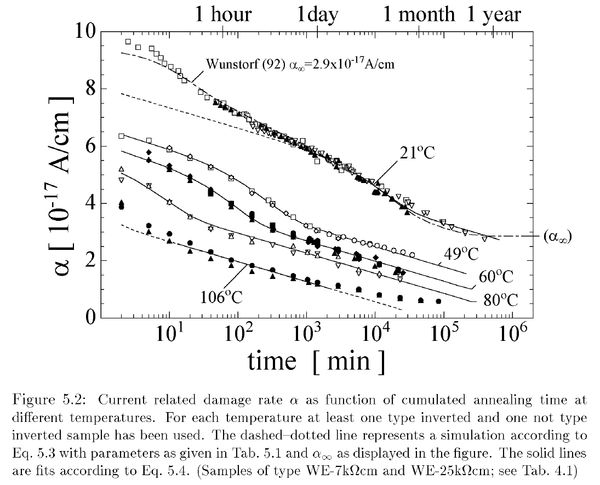 1 hour 1day 1 month 1 year
10
8
6
4
2
0
α [ 10⁻¹⁷ A/cm ]
Wunstorf (92) α∞=2.9x10⁻¹⁷A/cm
21°C
(α∞)
49°C
60°C
80°C
106°C
10¹ 10² 10³ 10⁴ 10⁵ 10⁶
time [ min ]
Figure 5.2: Current related damage rate α as function of cumulated annealing time at
different temperatures. For each temperature at least one type inverted and one not type
inverted sample has been used. The dashed–dotted line represents a simulation according to
Eq. 5.3 with parameters as given in Tab. 5.1 and α∞ as displayed in the figure. The solid lines
are fits according to Eq. 5.4. (Samples of type WE-7kΩcm and WE-25kΩcm; see Tab. 4.1)